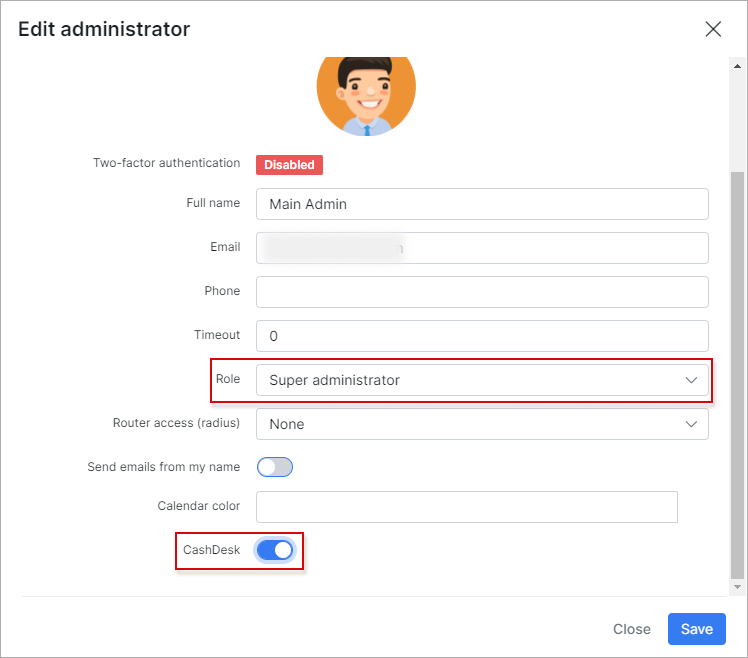 Edit administrator
Two-factor authentication Disabled
Full name Main Admin
Email
Phone
Timeout 0
Role Super administrator
Router access (radius) None
Send emails from my name
Calendar color
CashDesk
Close Save